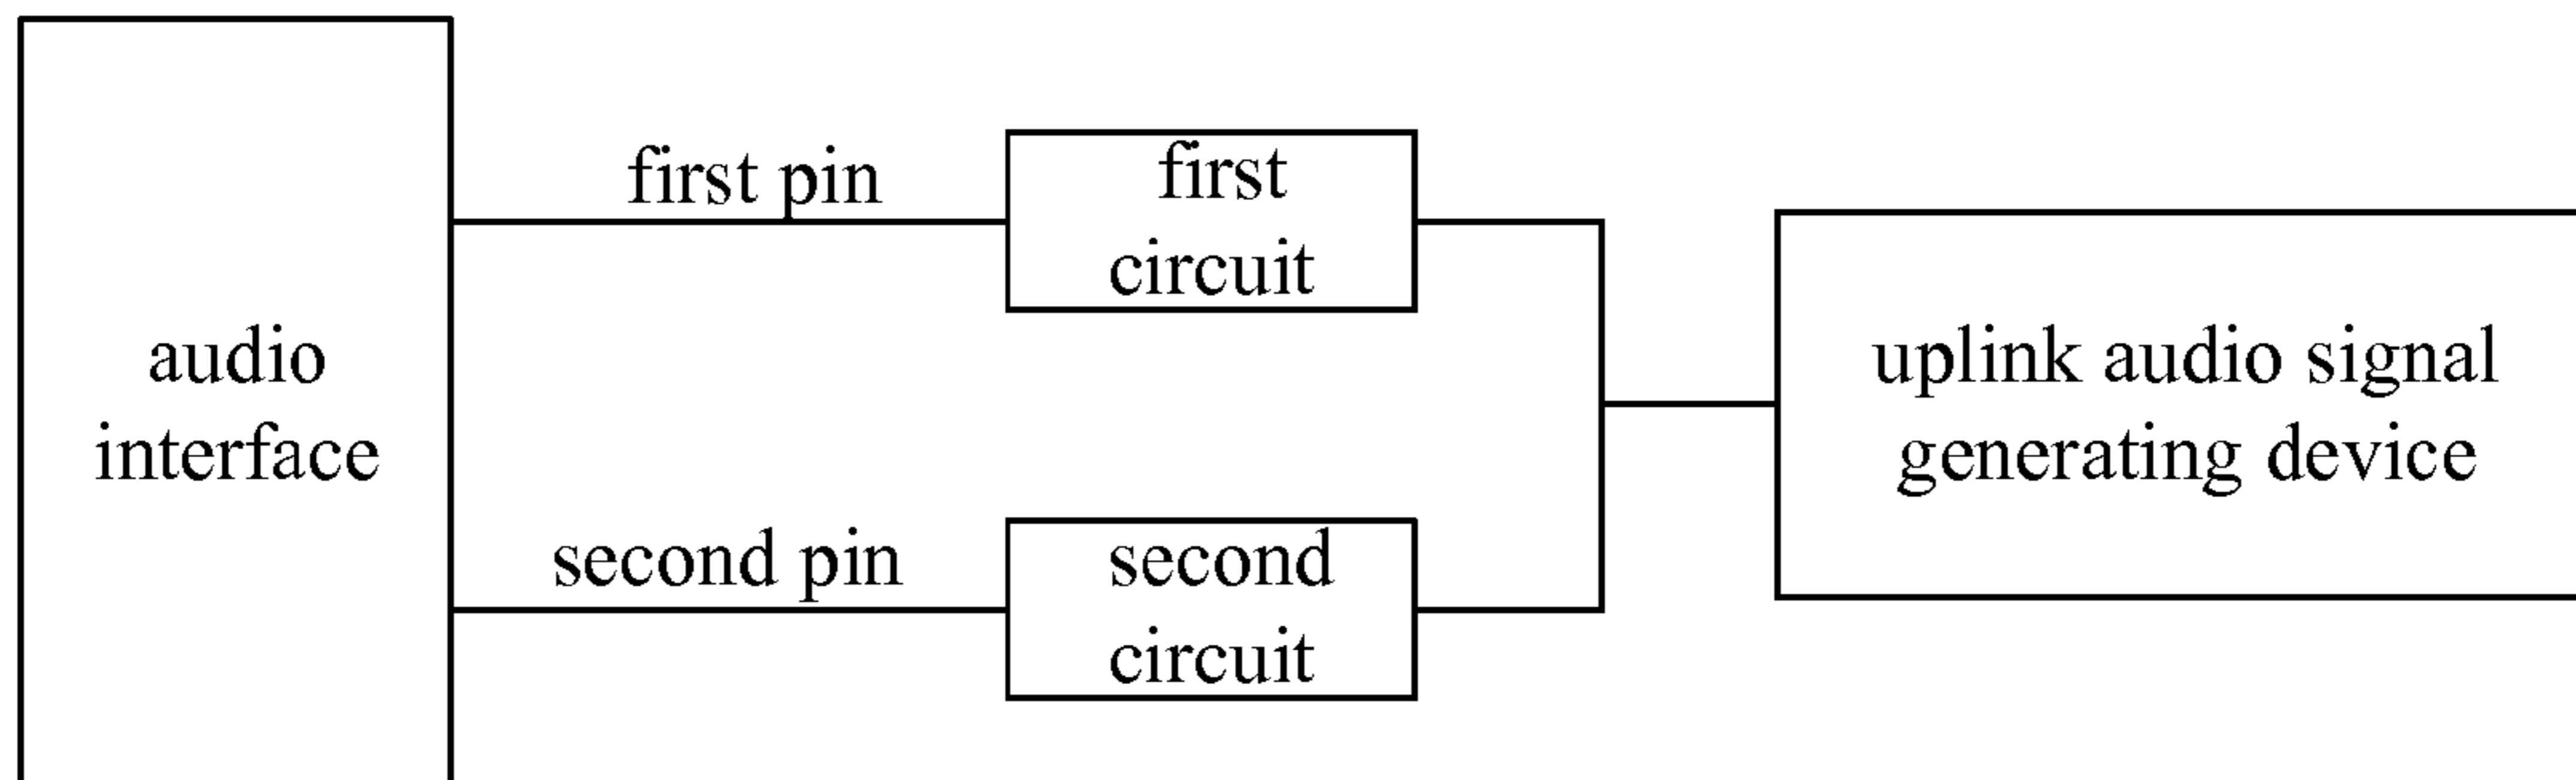 audio
interface
first pin
first
circuit
second pin
second
circuit
uplink audio signal
generating device